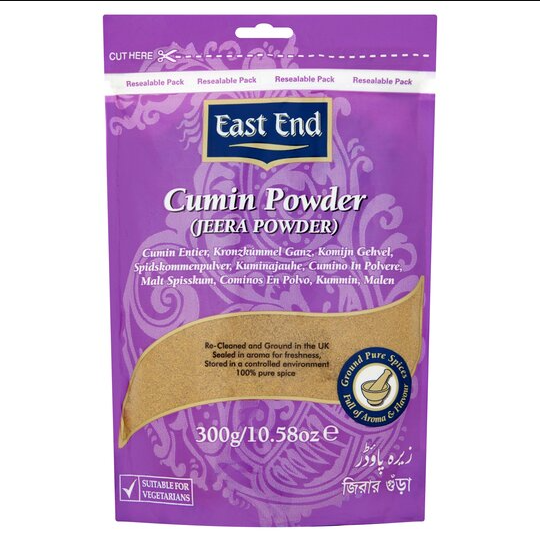 CUT HERE
Resealable Pack Resealable Pack Resealable Pack Resealable Pack
East End
Cumin Powder
(JEERA POWDER)
Cumin Entier, Kronzkümmel Ganz, Komijn Gehvel,
Spidskommenpulver, Kuminajauhe, Cumino In Polvere,
Malt Spisskum, Cominos En Polvo, Kummin, Malen
Re-Cleaned and Ground in the UK
Sealed in aroma for freshness,
Stored in a controlled environment
100% pure spice
Ground Pure Spices
Full of Aroma & Flavour
300g/10.58oz e
زیرہ پاؤڈر
জিরার গুঁড়া
SUITABLE FOR
VEGETARIANS